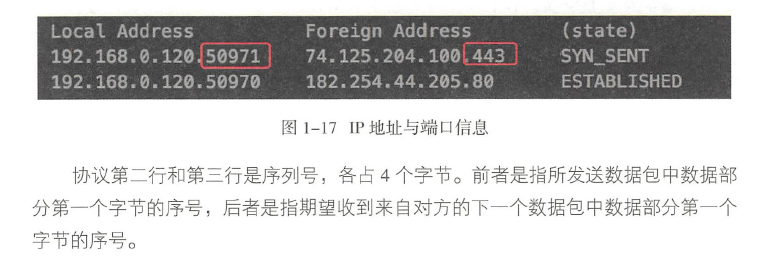 Local Address Foreign Address (state)
192.168.0.120.50971 74.125.204.100.443 SYN_SENT
192.168.0.120.50970 182.254.44.205.80 ESTABLISHED
图 1-17 IP 地址与端口信息
协议第二行和第三行是序列号，各占 4 个字节。前者是指所发送数据包中数据部
分第一个字节的序号，后者是指期望收到来自对方的下一个数据包中数据部分第一个
字节的序号。